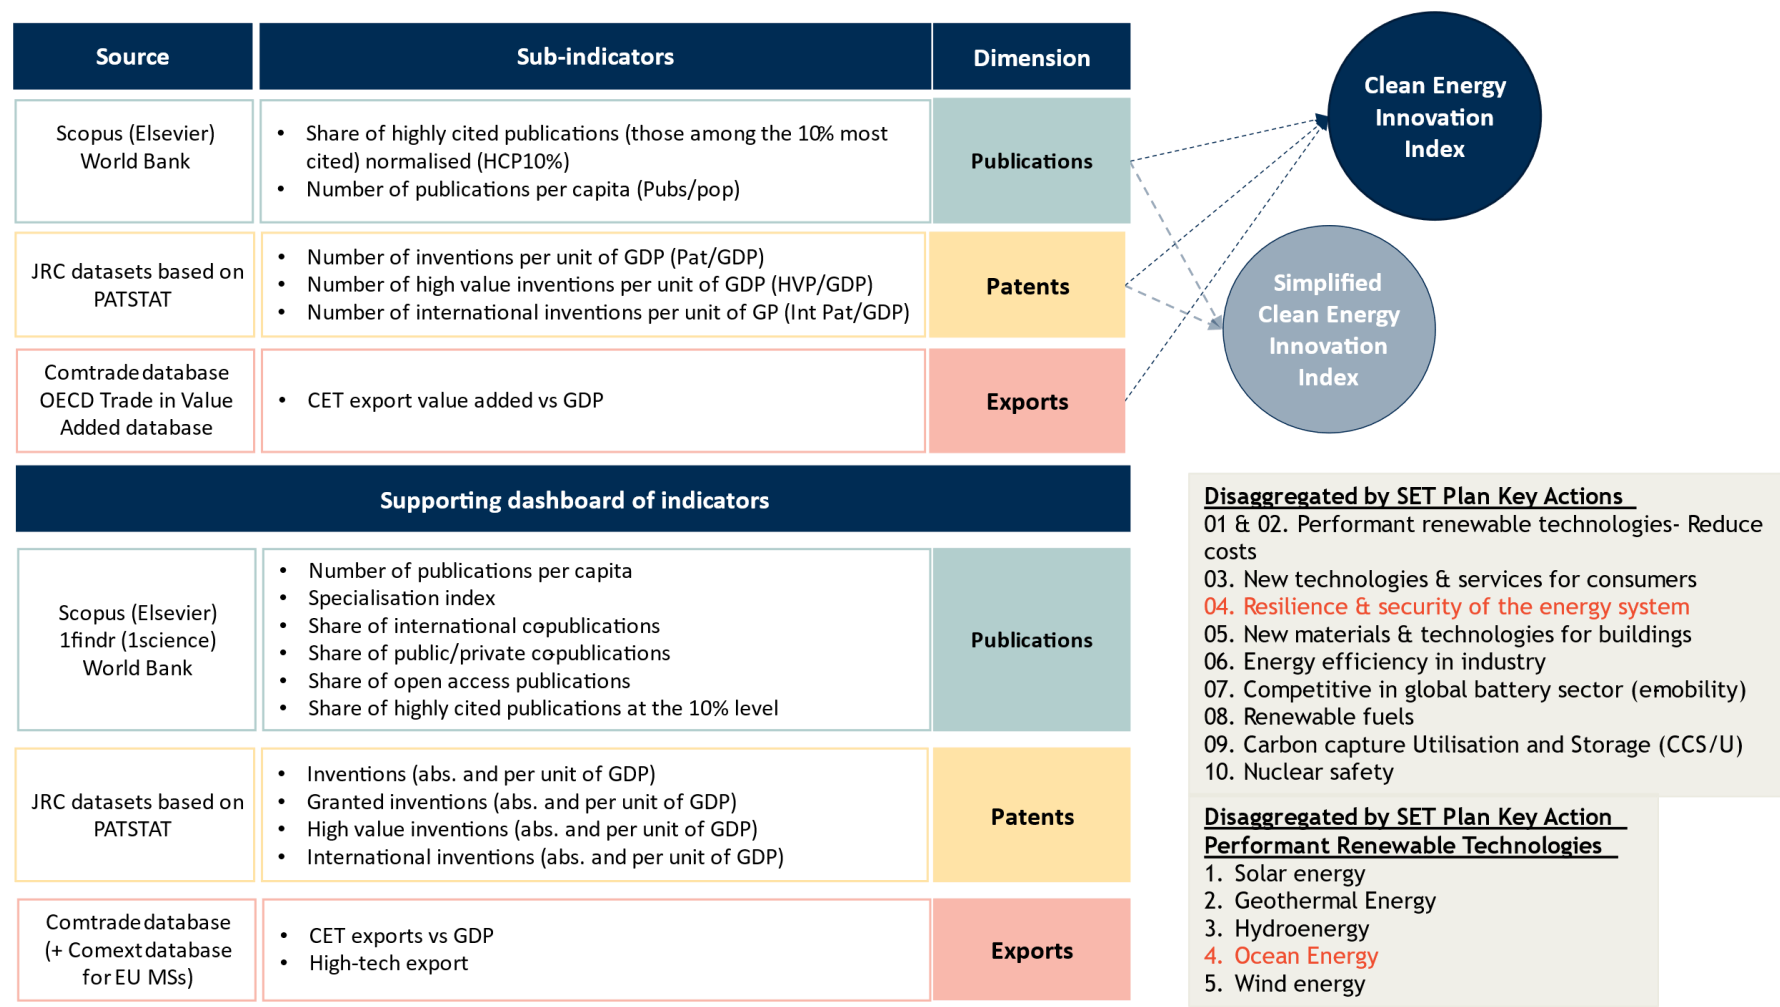 Source
Sub-indicators
Dimension
Scopus (Elsevier)
World Bank
• Share of highly cited publications (those among the 10% most
cited) normalised (HCP10%)
• Number of publications per capita (Pubs/pop)
Publications
JRC datasets based on
PATSTAT
• Number of inventions per unit of GDP (Pat/GDP)
• Number of high value inventions per unit of GDP (HVP/GDP)
• Number of international inventions per unit of GP (Int Pat/GDP)
Patents
Comtrade database
OECD Trade in Value
Added database
• CET export value added vs GDP
Exports
Clean Energy
Innovation
Index
Simplified
Clean Energy
Innovation
Index
Supporting dashboard of indicators
Scopus (Elsevier)
1findr (1science)
World Bank
• Number of publications per capita
• Specialisation index
• Share of international co-publications
• Share of public/private co-publications
• Share of open access publications
• Share of highly cited publications at the 10% level
Publications
JRC datasets based on
PATSTAT
• Inventions (abs. and per unit of GDP)
• Granted inventions (abs. and per unit of GDP)
• High value inventions (abs. and per unit of GDP)
• International inventions (abs. and per unit of GDP)
Patents
Comtrade database
(+ Comext database
for EU MSs)
• CET exports vs GDP
• High-tech export
Exports
Disaggregated by SET Plan Key Actions
01 & 02. Performant renewable technologies- Reduce
costs
03. New technologies & services for consumers
04. Resilience & security of the energy system
05. New materials & technologies for buildings
06. Energy efficiency in industry
07. Competitive in global battery sector (e-mobility)
08. Renewable fuels
09. Carbon capture Utilisation and Storage (CCS/U)
10. Nuclear safety
Disaggregated by SET Plan Key Action
Performant Renewable Technologies
1. Solar energy
2. Geothermal Energy
3. Hydroenergy
4. Ocean Energy
5. Wind energy